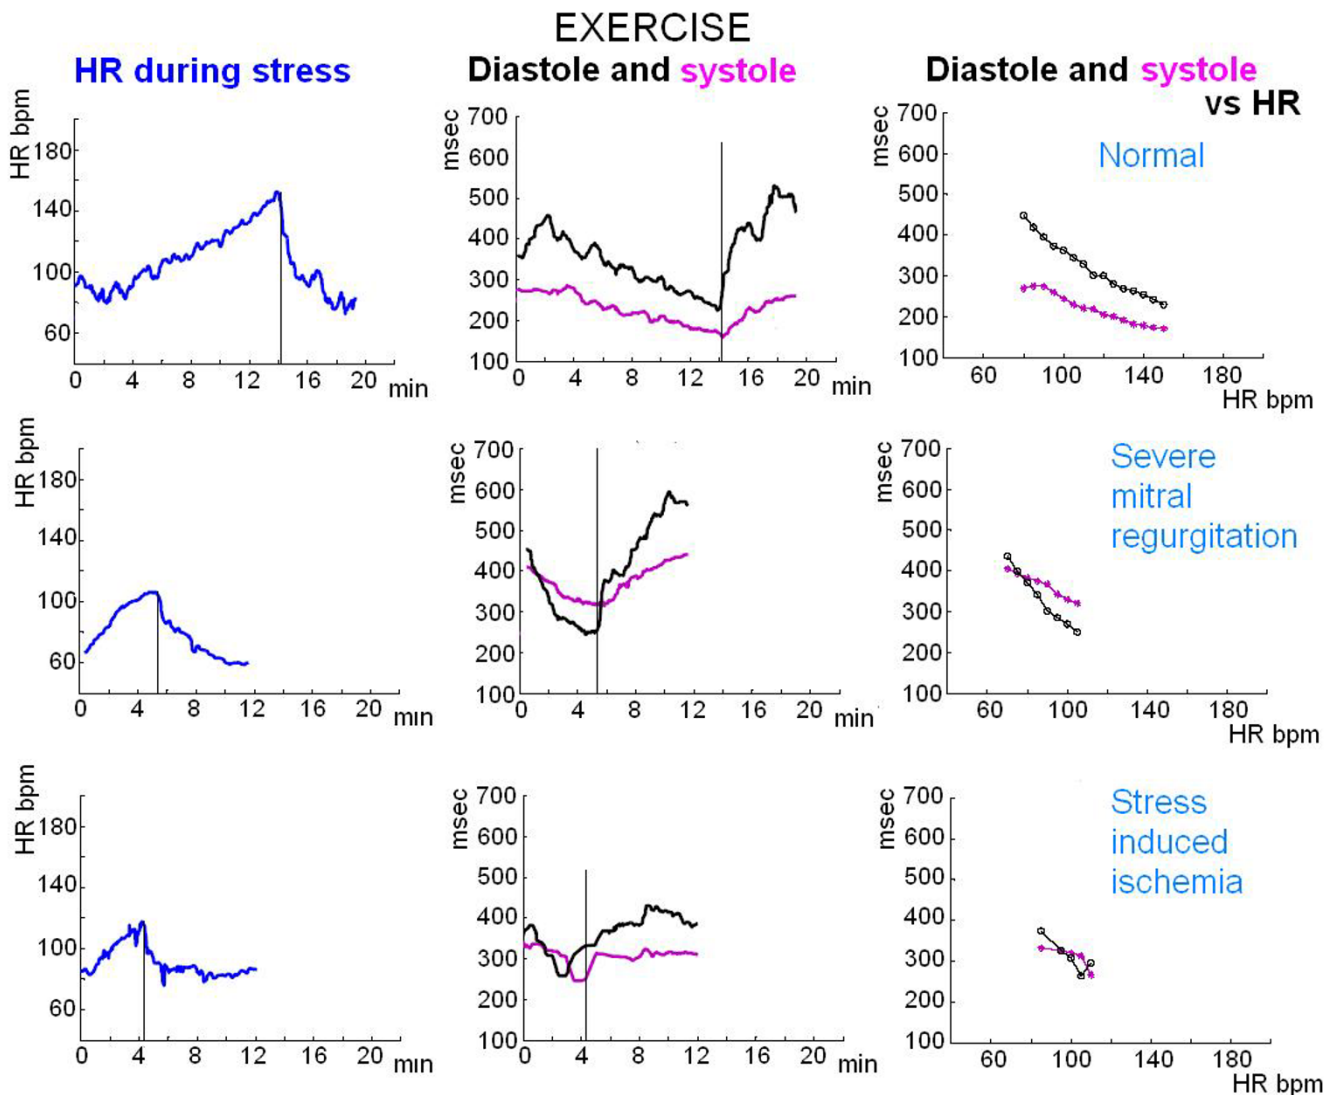 EXERCISE
HR during stress
Diastole and systole
Diastole and systole
vs HR
HR bpm
180
140
100
60
0 4 8 12 16 20 min
msec
700
600
500
400
300
200
100
0 4 8 12 16 20 min
msec
700
600
500
400
300
200
100
Normal
60 100 140 180
HR bpm
HR bpm
180
140
100
60
0 4 8 12 16 20 min
msec
700
600
500
400
300
200
100
0 4 8 12 16 20 min
msec
700
600
500
400
300
200
100
Severe
mitral
regurgitation
60 100 140 180
HR bpm
HR bpm
180
140
100
60
0 4 8 12 16 20 min
msec
700
600
500
400
300
200
100
0 4 8 12 16 20 min
msec
700
600
500
400
300
200
100
Stress
induced
ischemia
60 100 140 180
HR bpm